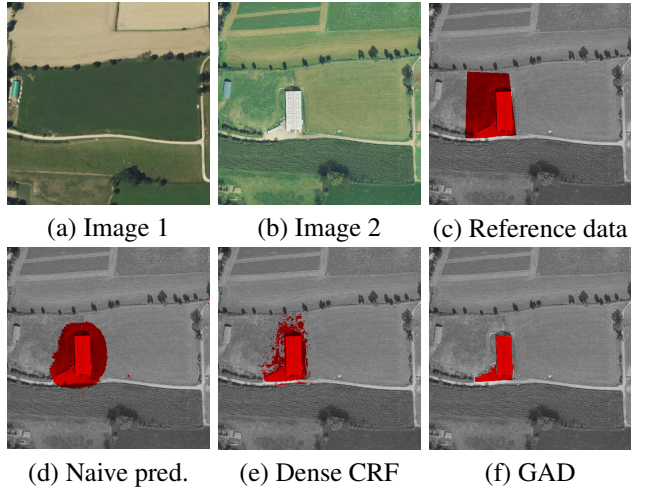 (a) Image 1
(b) Image 2
(c) Reference data
(d) Naive pred.
(e) Dense CRF
(f) GAD